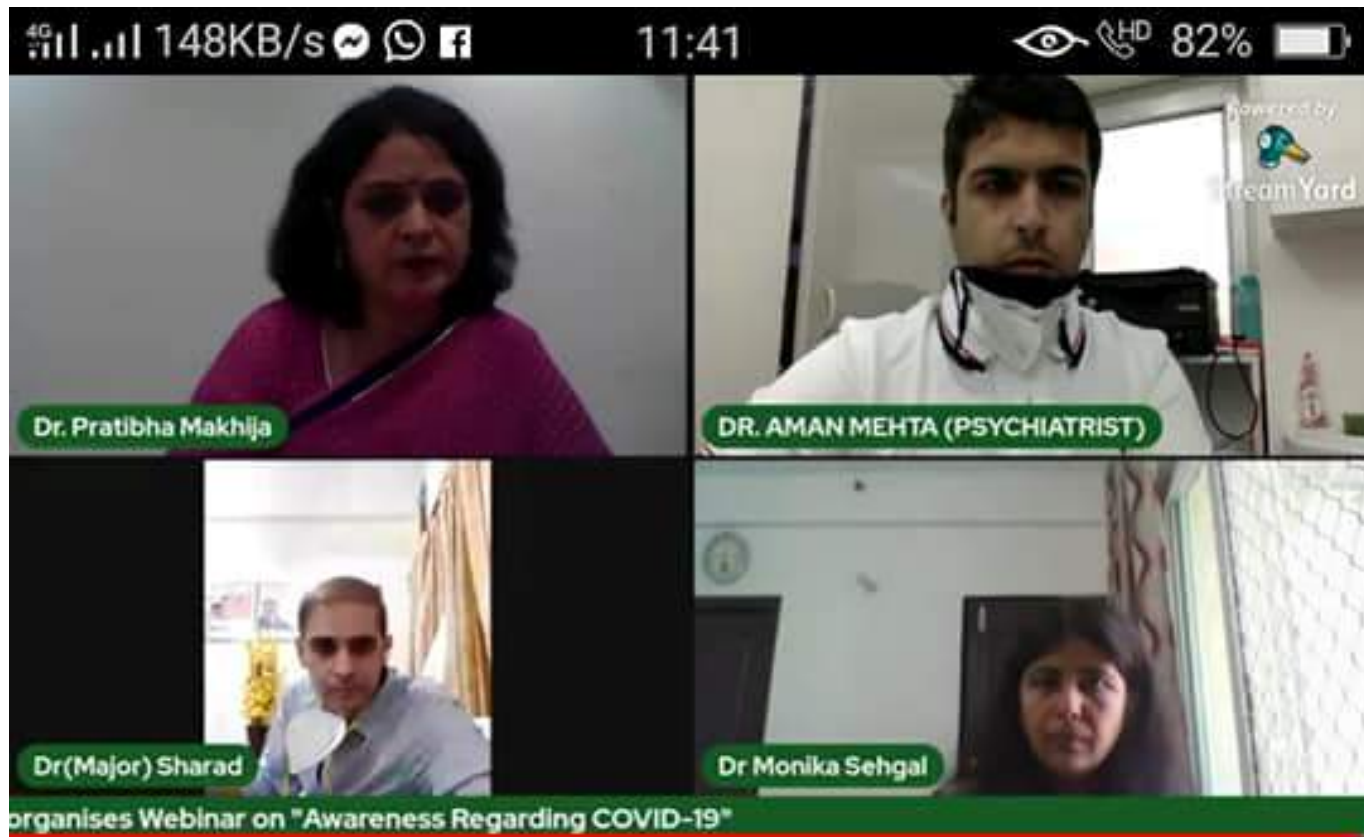 4G 148KB/s 11:41 HD 82%
Powered by
StreamYard
Dr. Pratibha Makhija
DR. AMAN MEHTA (PSYCHIATRIST)
Dr(Major) Sharad
Dr Monika Sehgal
organises Webinar on "Awareness Regarding COVID-19"